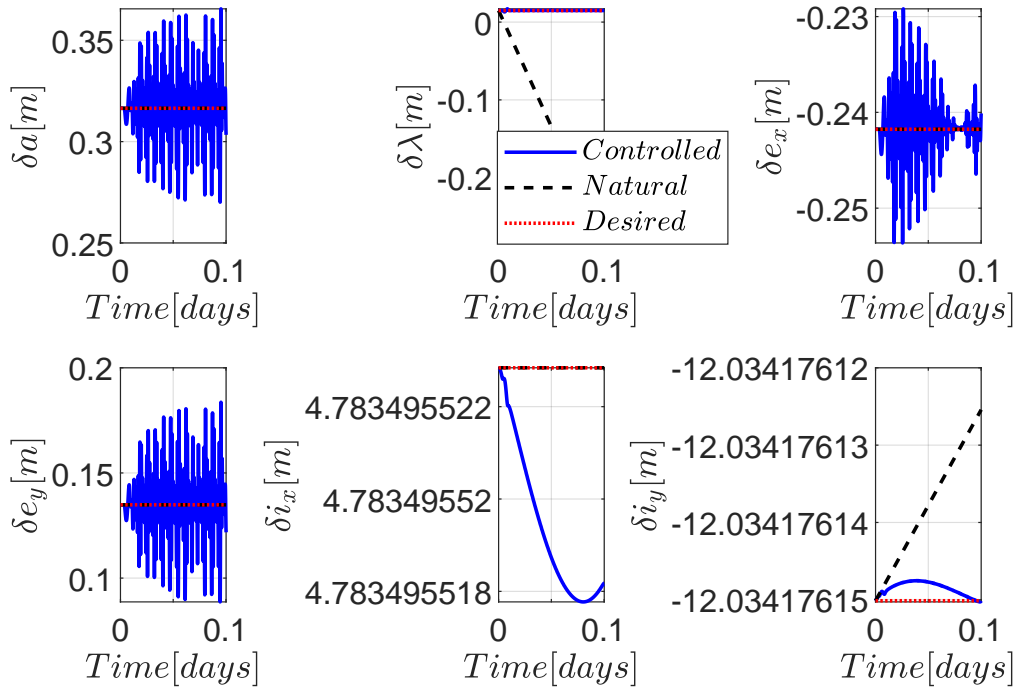 δa[m]
0.35
0.3
0.25
0 0.1
Time[days]
δλ[m]
0
-0.1
-0.2
Controlled
Natural
Desired
0 0.1
Time[days]
δe_x[m]
-0.23
-0.24
-0.25
0 0.1
Time[days]
δe_y[m]
0.2
0.15
0.1
0 0.1
Time[days]
δi_x[m]
4.783495522
4.78349552
4.783495518
0 0.1
Time[days]
δi_y[m]
-12.03417612
-12.03417613
-12.03417614
-12.03417615
0 0.1
Time[days]